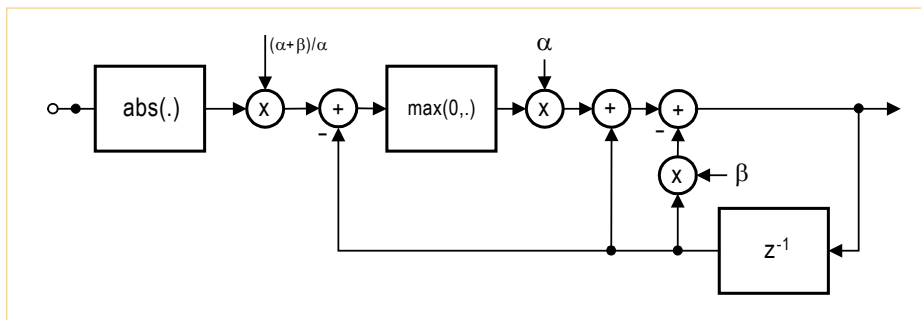 (α+β)/α
α
abs(.)
x
+
-
max(0,.)
x
+
+
-
x
β
z⁻¹